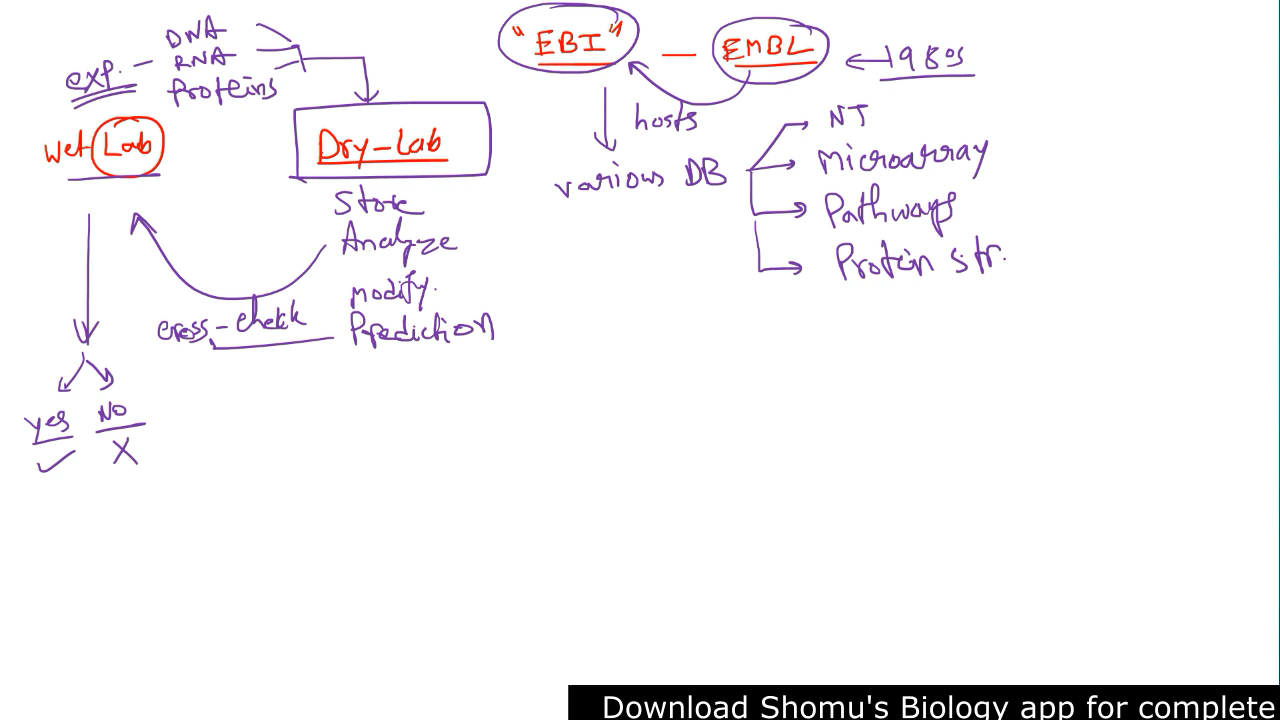 exp. - DNA
RNA
Proteins
wet Lab
Dry-Lab
Store
Analyze
modify.
Prediction
cross-check
Yes No
✓ X
"EBI" - EMBL ← 1980s
hosts
various DB
NT
Microarray
Pathways
Protein str.
Download Shomu's Biology app for complete